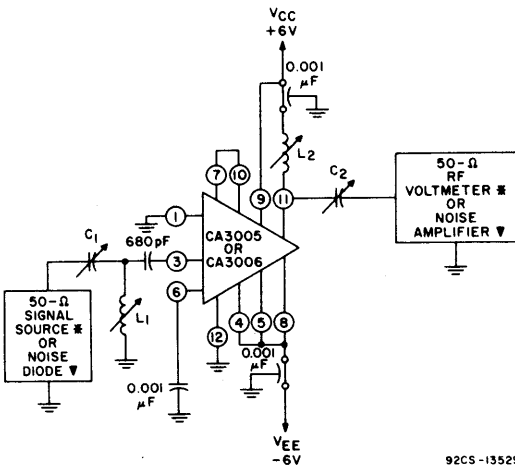 VCC
+6V
0.001
μF
L2
C2
7
10
9
11
50-Ω
RF
VOLTMETER *
OR
NOISE
AMPLIFIER ▼
1
C1
680 pF
3
CA3005
OR
CA3006
6
L1
12
4
5
8
50-Ω
SIGNAL
SOURCE *
OR
NOISE
DIODE ▼
0.001
μF
0.001
μF
VEE
-6V
92CS-13529